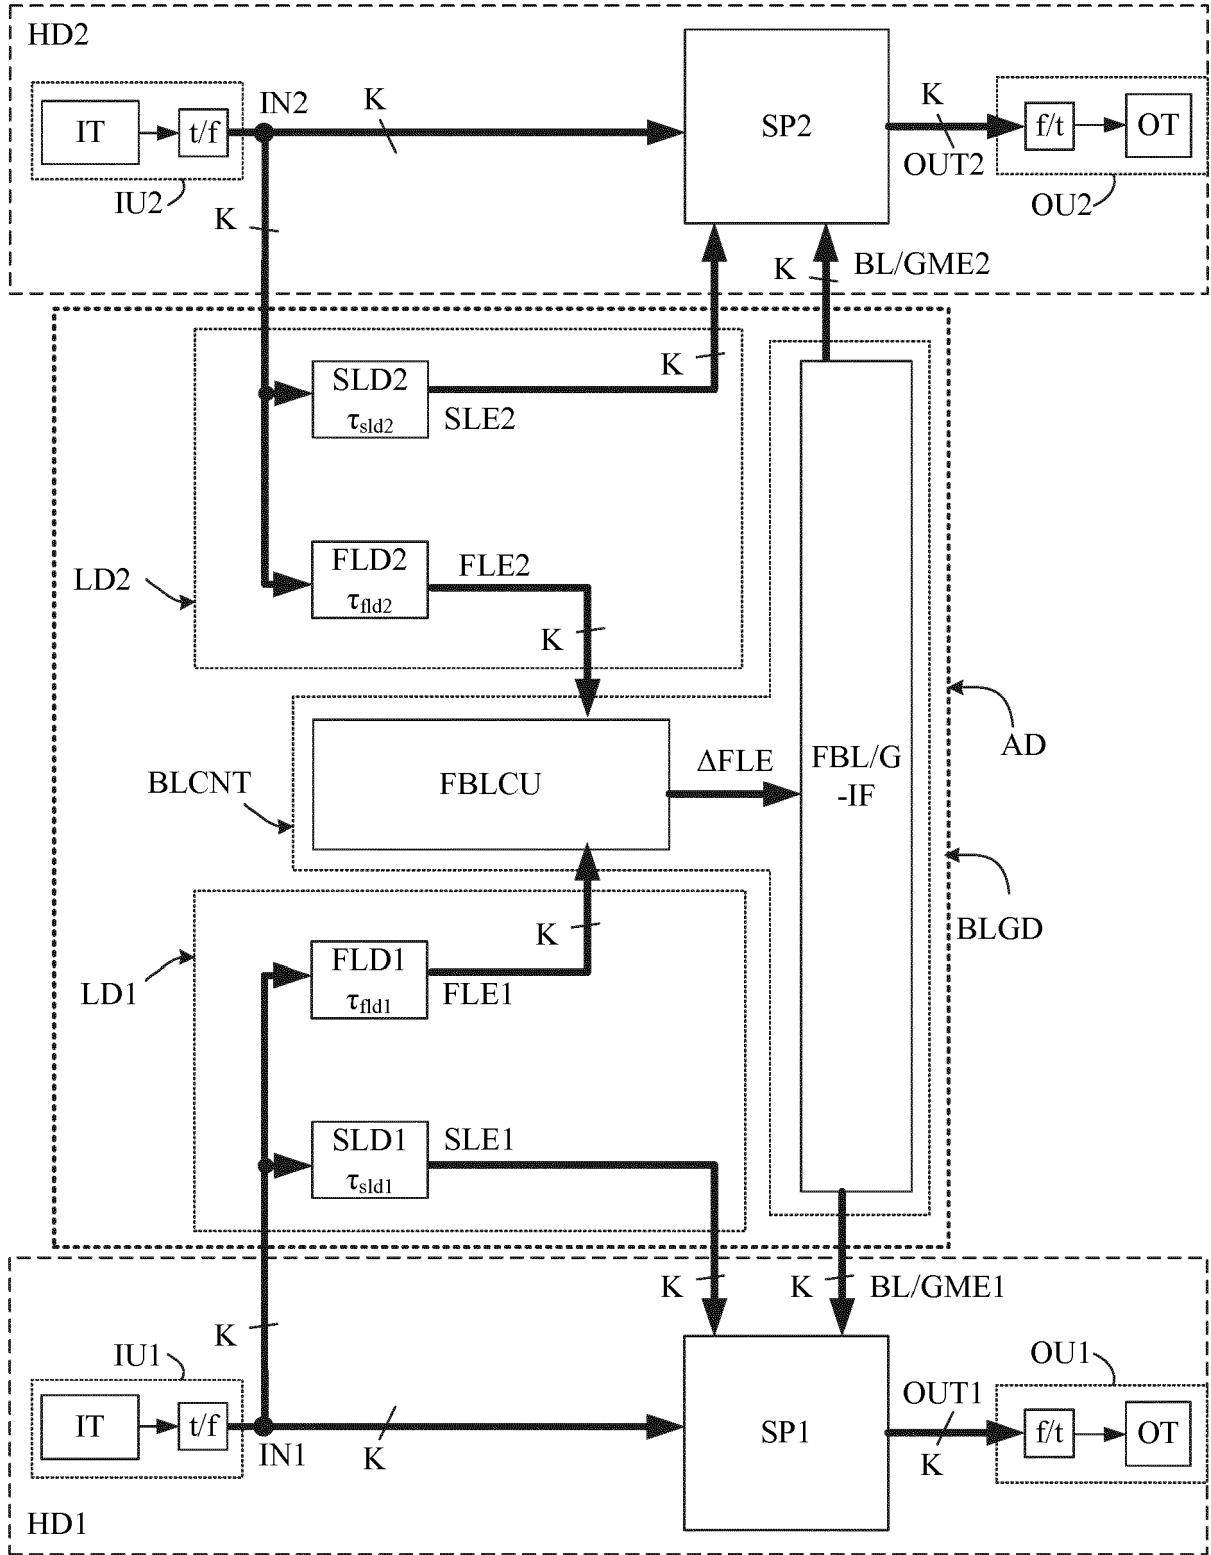 HD2
IT
t/f
IN2
K
SP2
K
OUT2
f/t
OT
IU2
OU2
K
K
BL/GME2
K
SLD2
τsld2
SLE2
LD2
FLD2
τfld2
FLE2
K
BLCNT
FBLCU
ΔFLE
FBL/G
-IF
AD
BLGD
K
LD1
FLD1
τfld1
FLE1
SLD1
τsld1
SLE1
K
K
BL/GME1
K
IU1
OU1
IT
t/f
IN1
K
SP1
OUT1
K
f/t
OT
HD1